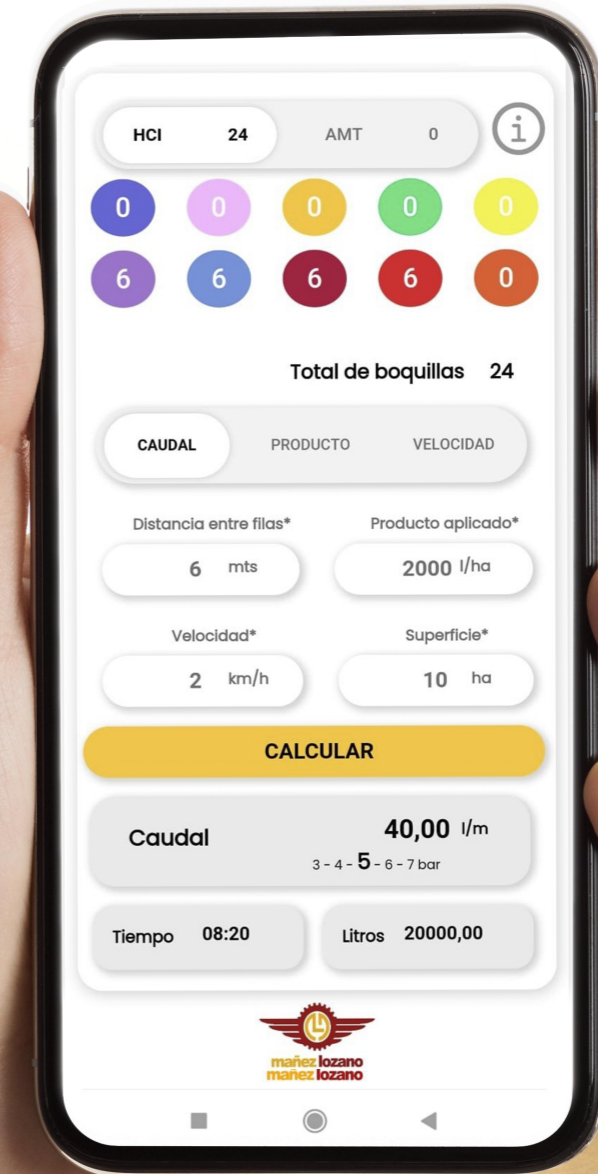 HCI 24 AMT 0 i
0 0 0 0 0
6 6 6 6 0
Total de boquillas 24
CAUDAL PRODUCTO VELOCIDAD
Distancia entre filas* Producto aplicado*
6 mts 2000 l/ha
Velocidad* Superficie*
2 km/h 10 ha
CALCULAR
Caudal 40,00 l/m
3 - 4 - 5 - 6 - 7 bar
Tiempo 08:20 Litros 20000,00
mañez lozano
mañez lozano